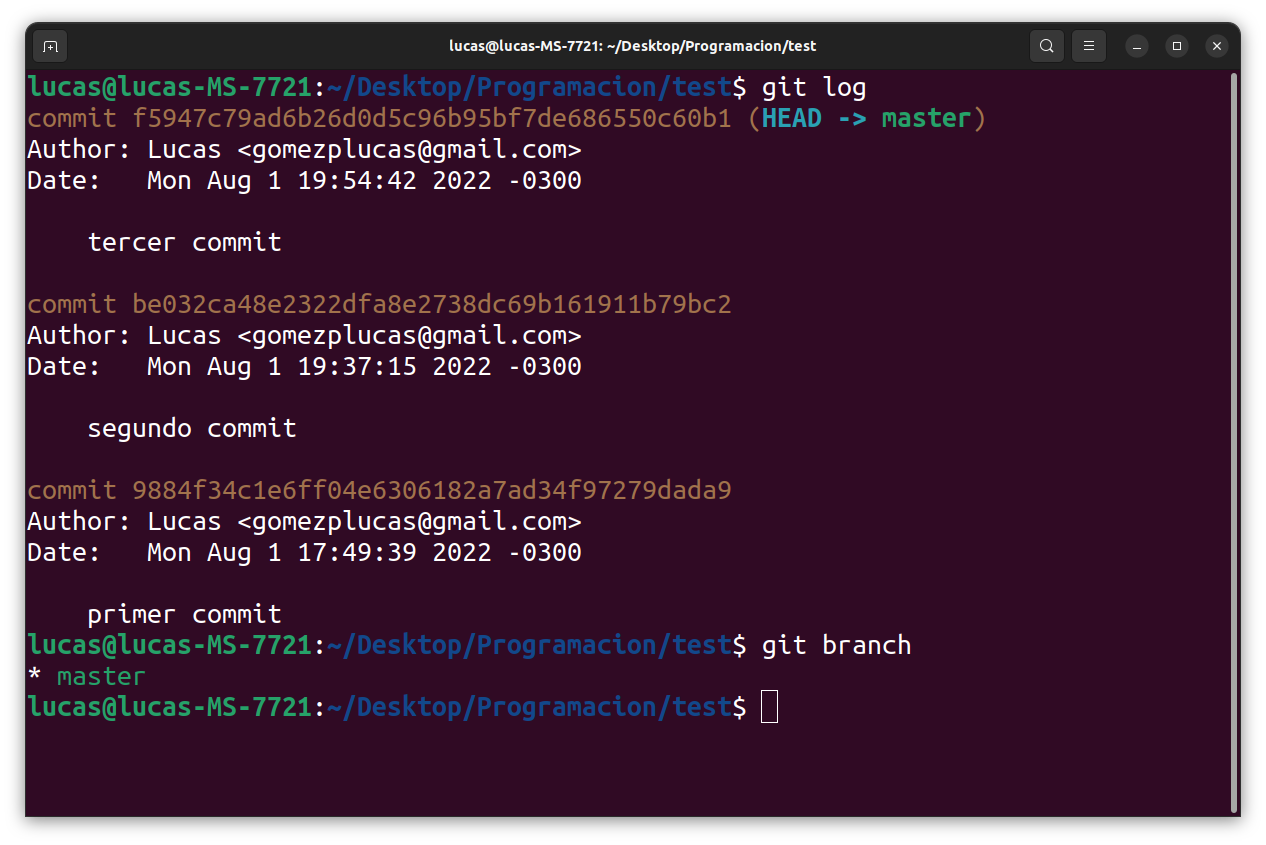 lucas@lucas-MS-7721: ~/Desktop/Programacion/test
lucas@lucas-MS-7721:~/Desktop/Programacion/test$ git log
commit f5947c79ad6b26d0d5c96b95bf7de686550c60b1 (HEAD -> master)
Author: Lucas <gomezplucas@gmail.com>
Date:   Mon Aug 1 19:54:42 2022 -0300
    tercer commit
commit be032ca48e2322dfa8e2738dc69b161911b79bc2
Author: Lucas <gomezplucas@gmail.com>
Date:   Mon Aug 1 19:37:15 2022 -0300
    segundo commit
commit 9884f34c1e6ff04e6306182a7ad34f97279dada9
Author: Lucas <gomezplucas@gmail.com>
Date:   Mon Aug 1 17:49:39 2022 -0300
    primer commit
lucas@lucas-MS-7721:~/Desktop/Programacion/test$ git branch
* master
lucas@lucas-MS-7721:~/Desktop/Programacion/test$